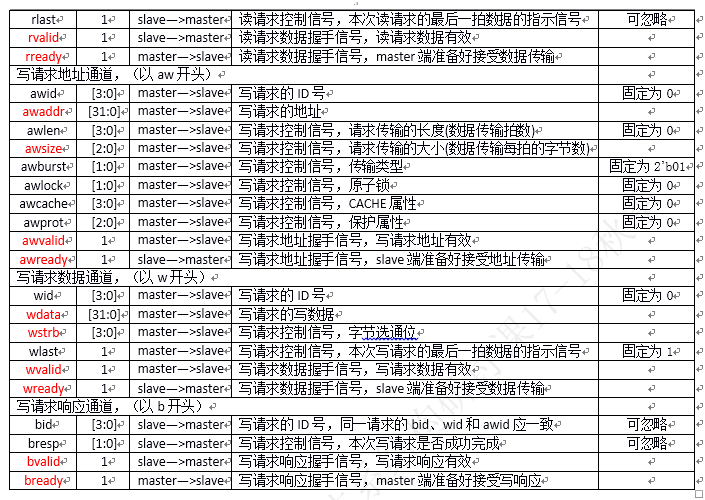 rlast 1 slave—>master 读请求控制信号，本次读请求的最后一拍数据的指示信号 可忽略
rvalid 1 slave—>master 读请求数据握手信号，读请求数据有效
rready 1 master—>slave 读请求数据握手信号，master 端准备好接受数据传输
写请求地址通道，（以 aw 开头）
awid [3:0] master—>slave 写请求的 ID 号 固定为 0
awaddr [31:0] master—>slave 写请求的地址
awlen [3:0] master—>slave 写请求控制信号，请求传输的长度(数据传输拍数) 固定为 0
awsize [2:0] master—>slave 写请求控制信号，请求传输的大小(数据传输每拍的字节数)
awburst [1:0] master—>slave 写请求控制信号，传输类型 固定为 2’b01
awlock [1:0] master—>slave 写请求控制信号，原子锁 固定为 0
awcache [3:0] master—>slave 写请求控制信号，CACHE 属性 固定为 0
awprot [2:0] master—>slave 写请求控制信号，保护属性 固定为 0
awvalid 1 master—>slave 写请求地址握手信号，写请求地址有效
awready 1 slave—>master 写请求地址握手信号，slave 端准备好接受地址传输
写请求数据通道，（以 w 开头）
wid [3:0] master—>slave 写请求的 ID 号 固定为 0
wdata [31:0] master—>slave 写请求的写数据
wstrb [3:0] master—>slave 写请求控制信号，字节选通位
wlast 1 master—>slave 写请求控制信号，本次写请求的最后一拍数据的指示信号 固定为 1
wvalid 1 master—>slave 写请求数据握手信号，写请求数据有效
wready 1 slave—>master 写请求数据握手信号，slave 端准备好接受数据传输
写请求响应通道，（以 b 开头）
bid [3:0] slave—>master 写请求的 ID 号，同一请求的 bid、wid 和 awid 应一致 可忽略
bresp [1:0] slave—>master 写请求控制信号，本次写请求是否成功完成 可忽略
bvalid 1 slave—>master 写请求响应握手信号，写请求响应有效
bready 1 master—>slave 写请求响应握手信号，master 端准备好接受写响应